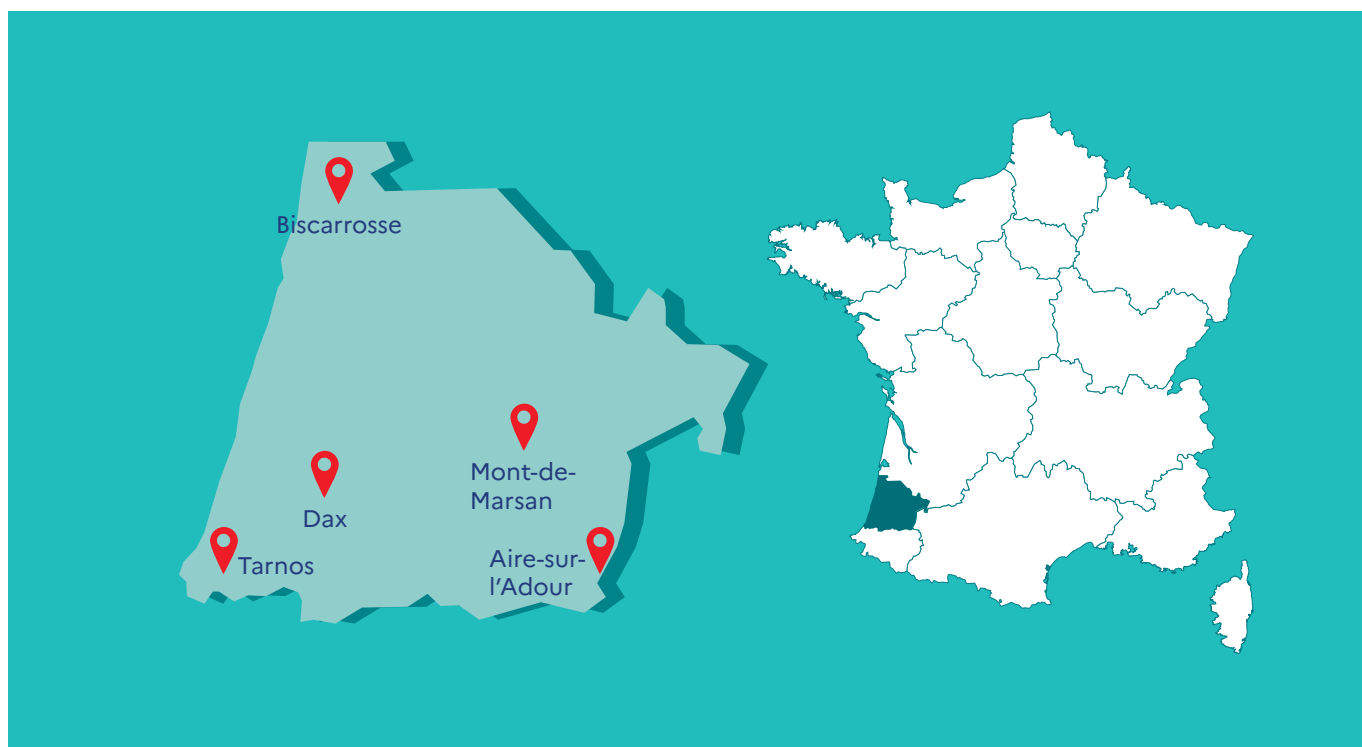 Biscarrosse
Mont-de-
Marsan
Dax
Tarnos
Aire-sur-
l'Adour